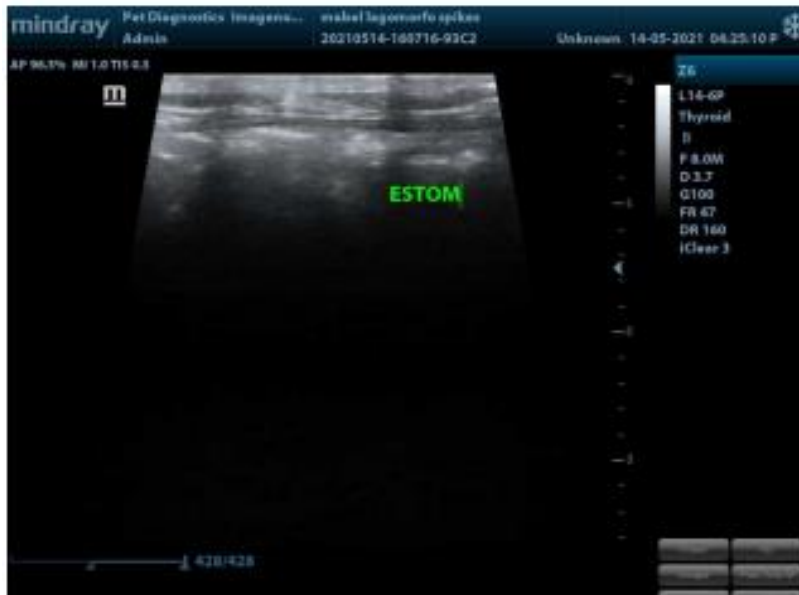 mindray
Pet Diagnostics Imagens...
mabel lagomorfo spikes
Admin
20210514-160716-93C2
Unknown 14-05-2021 04:25:10 P
AP 96.5% MI 1.0 TIS 0.5
m
ESTOM
Z6
L14-6P
Thyroid
B
F 8.0M
D 3.7
G100
FR 67
DR 160
iClear 3
428/428